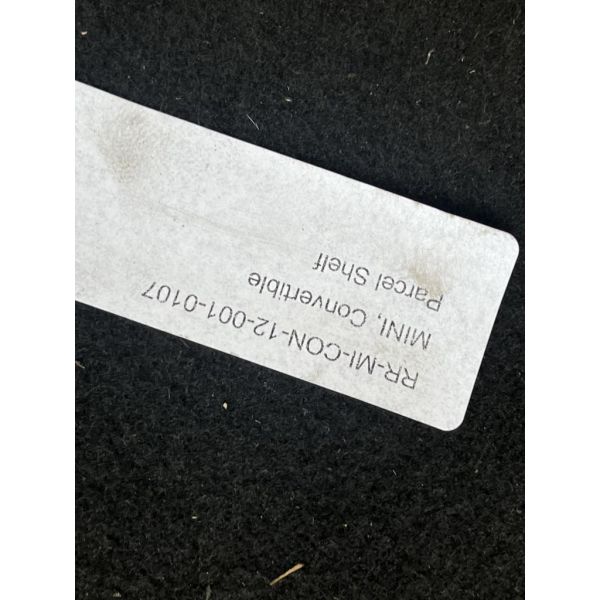 RR-MI-CON-12-001-0107
MINI, Convertible
Parcel Shelf